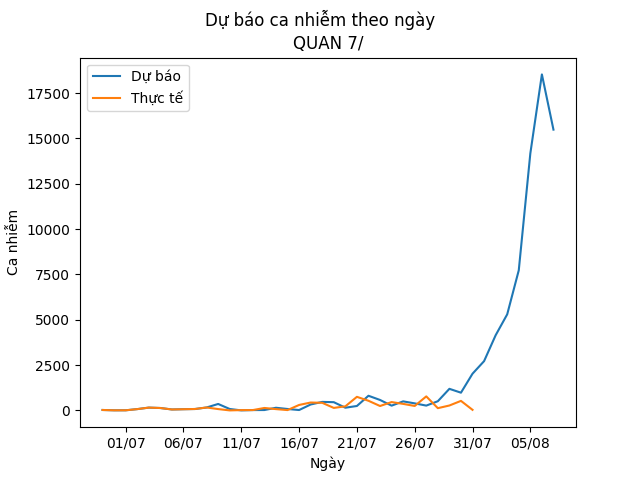 Dự báo ca nhiễm theo ngày
QUAN 7/
Dự báo
Thực tế
Ca nhiễm
17500
15000
12500
10000
7500
5000
2500
0
01/07 06/07 11/07 16/07 21/07 26/07 31/07 05/08
Ngày